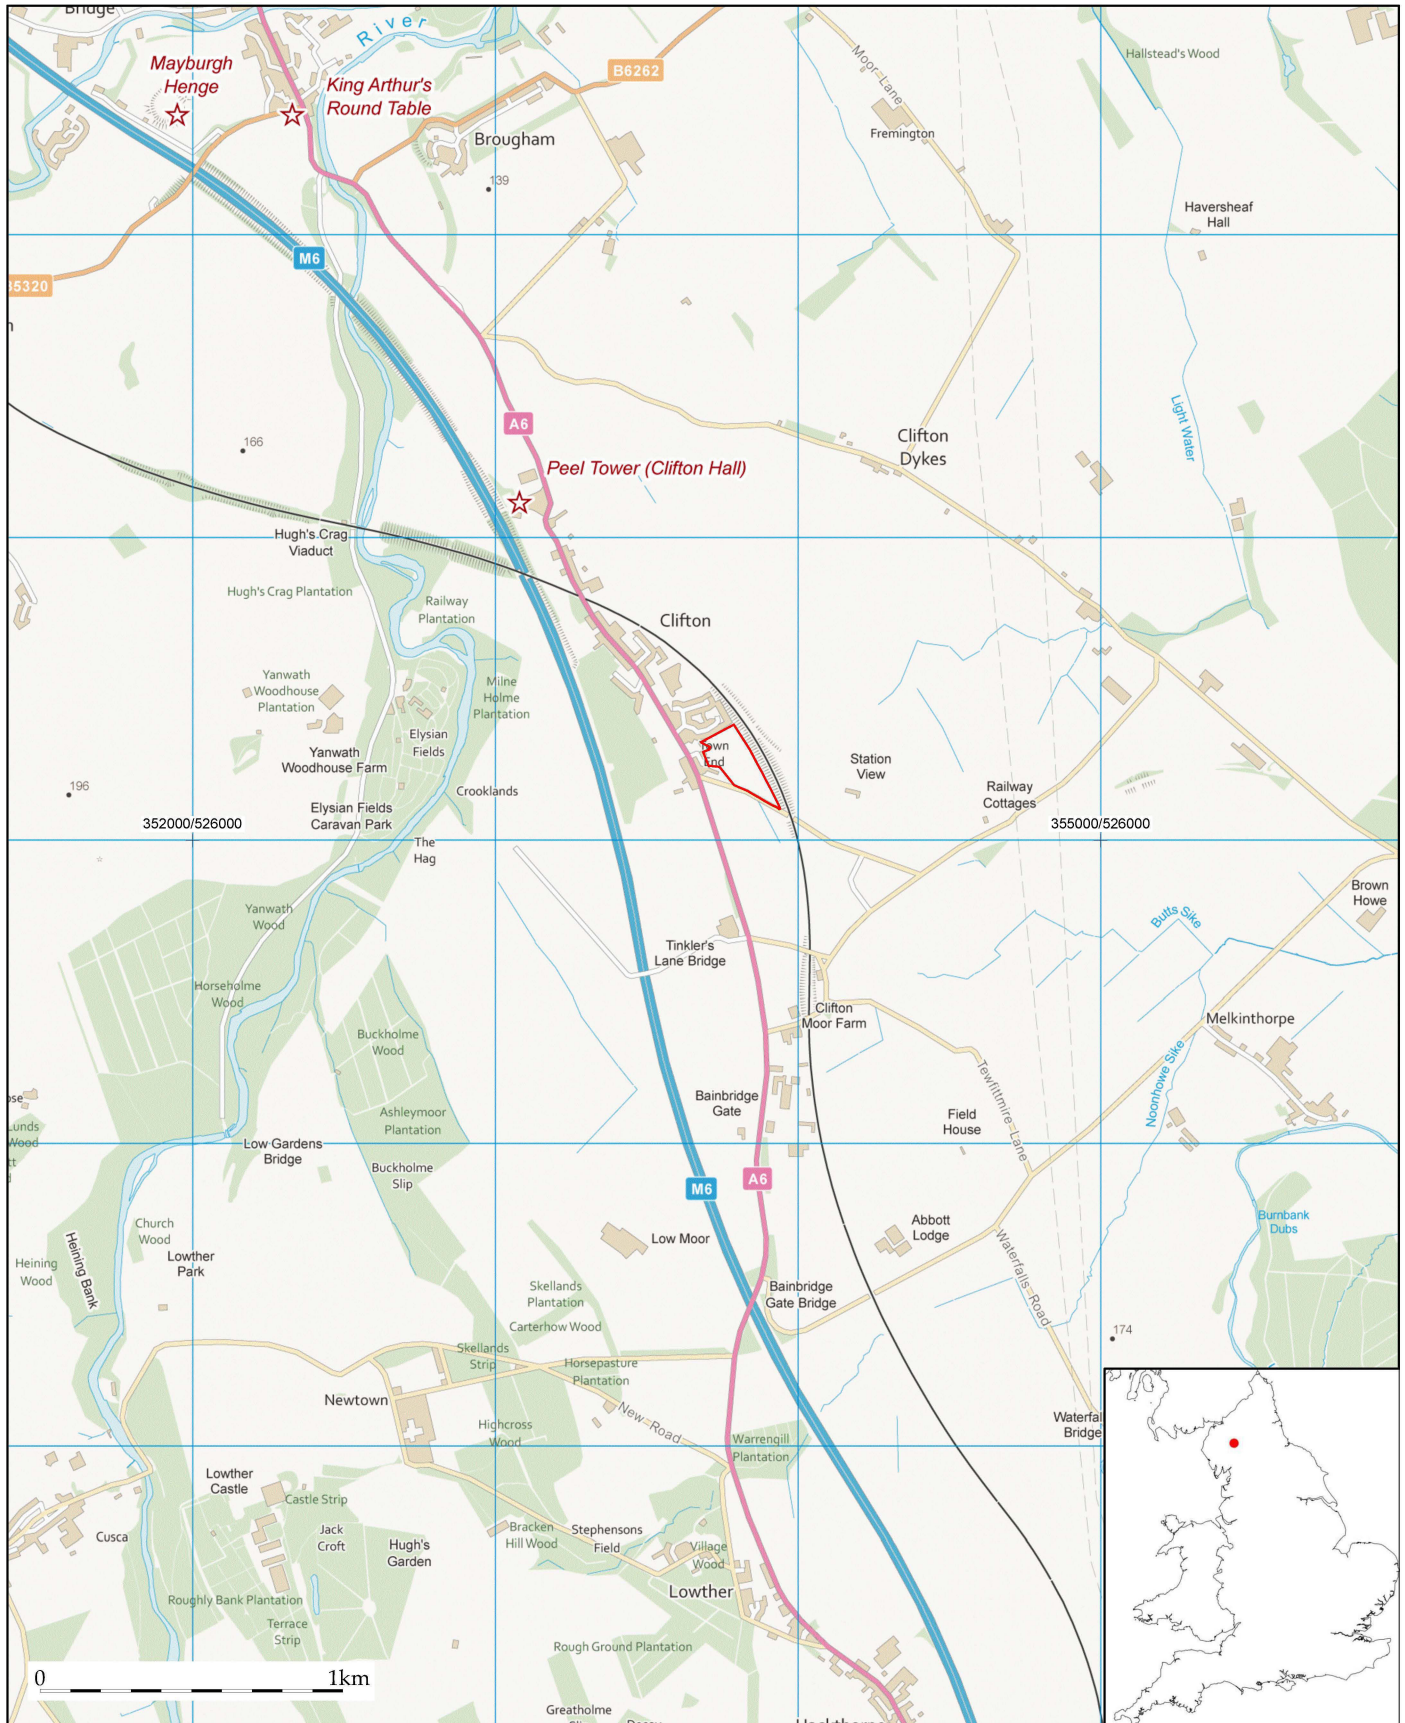 Bridge
River
Mayburgh
Henge
King Arthur's
Round Table
B6262
Moor Lane
Hallstead's Wood
Fremington
Brougham
139
Haversheaf
Hall
M6
B5320
A6
166
Peel Tower (Clifton Hall)
Clifton
Dykes
Light Water
Hugh's Crag
Viaduct
Hugh's Crag Plantation
Railway
Plantation
Clifton
Yanwath
Woodhouse
Plantation
Milne
Holme
Plantation
Elysian
Fields
Yanwath
Woodhouse Farm
Town
End
Station
View
196
Crooklands
Railway
Cottages
Elysian Fields
Caravan Park
352000/526000
355000/526000
The
Hag
Brown
Howe
Yanwath
Wood
Butts Sike
Tinkler's
Lane Bridge
Horseholme
Wood
Clifton
Moor Farm
Melkinthorpe
Buckholme
Wood
Tewfittmire Lane
Noonhowe Sike
Bainbridge
Gate
Ashleymoor
Plantation
Field
House
Lunds
Wood
Low Gardens
Bridge
Buckholme
Slip
M6
A6
Church
Wood
Abbott
Lodge
Burnbank
Dubs
Low Moor
Heining
Wood
Heining Bank
Lowther
Park
Waterfalls Road
Skellands
Plantation
Bainbridge
Gate Bridge
Carterhow Wood
174
Skellands
Strip
Horsepasture
Plantation
Newtown
New Road
Highcross
Wood
Waterfal
Bridge
Warrengill
Plantation
Lowther
Castle
Castle Strip
Cusca
Jack
Croft
Hugh's
Garden
Bracken
Hill Wood
Stephensons
Field
Village
Wood
Lowther
Roughly Bank Plantation
Terrace
Strip
Rough Ground Plantation
0 1km
Greatholme
Hackthorpe